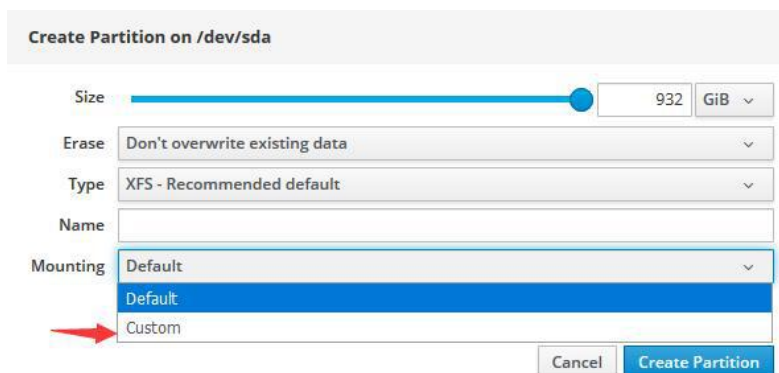 Create Partition on /dev/sda
Size 932 GiB
Erase Don't overwrite existing data
Type XFS - Recommended default
Name
Mounting Default
Default
Custom
Cancel Create Partition